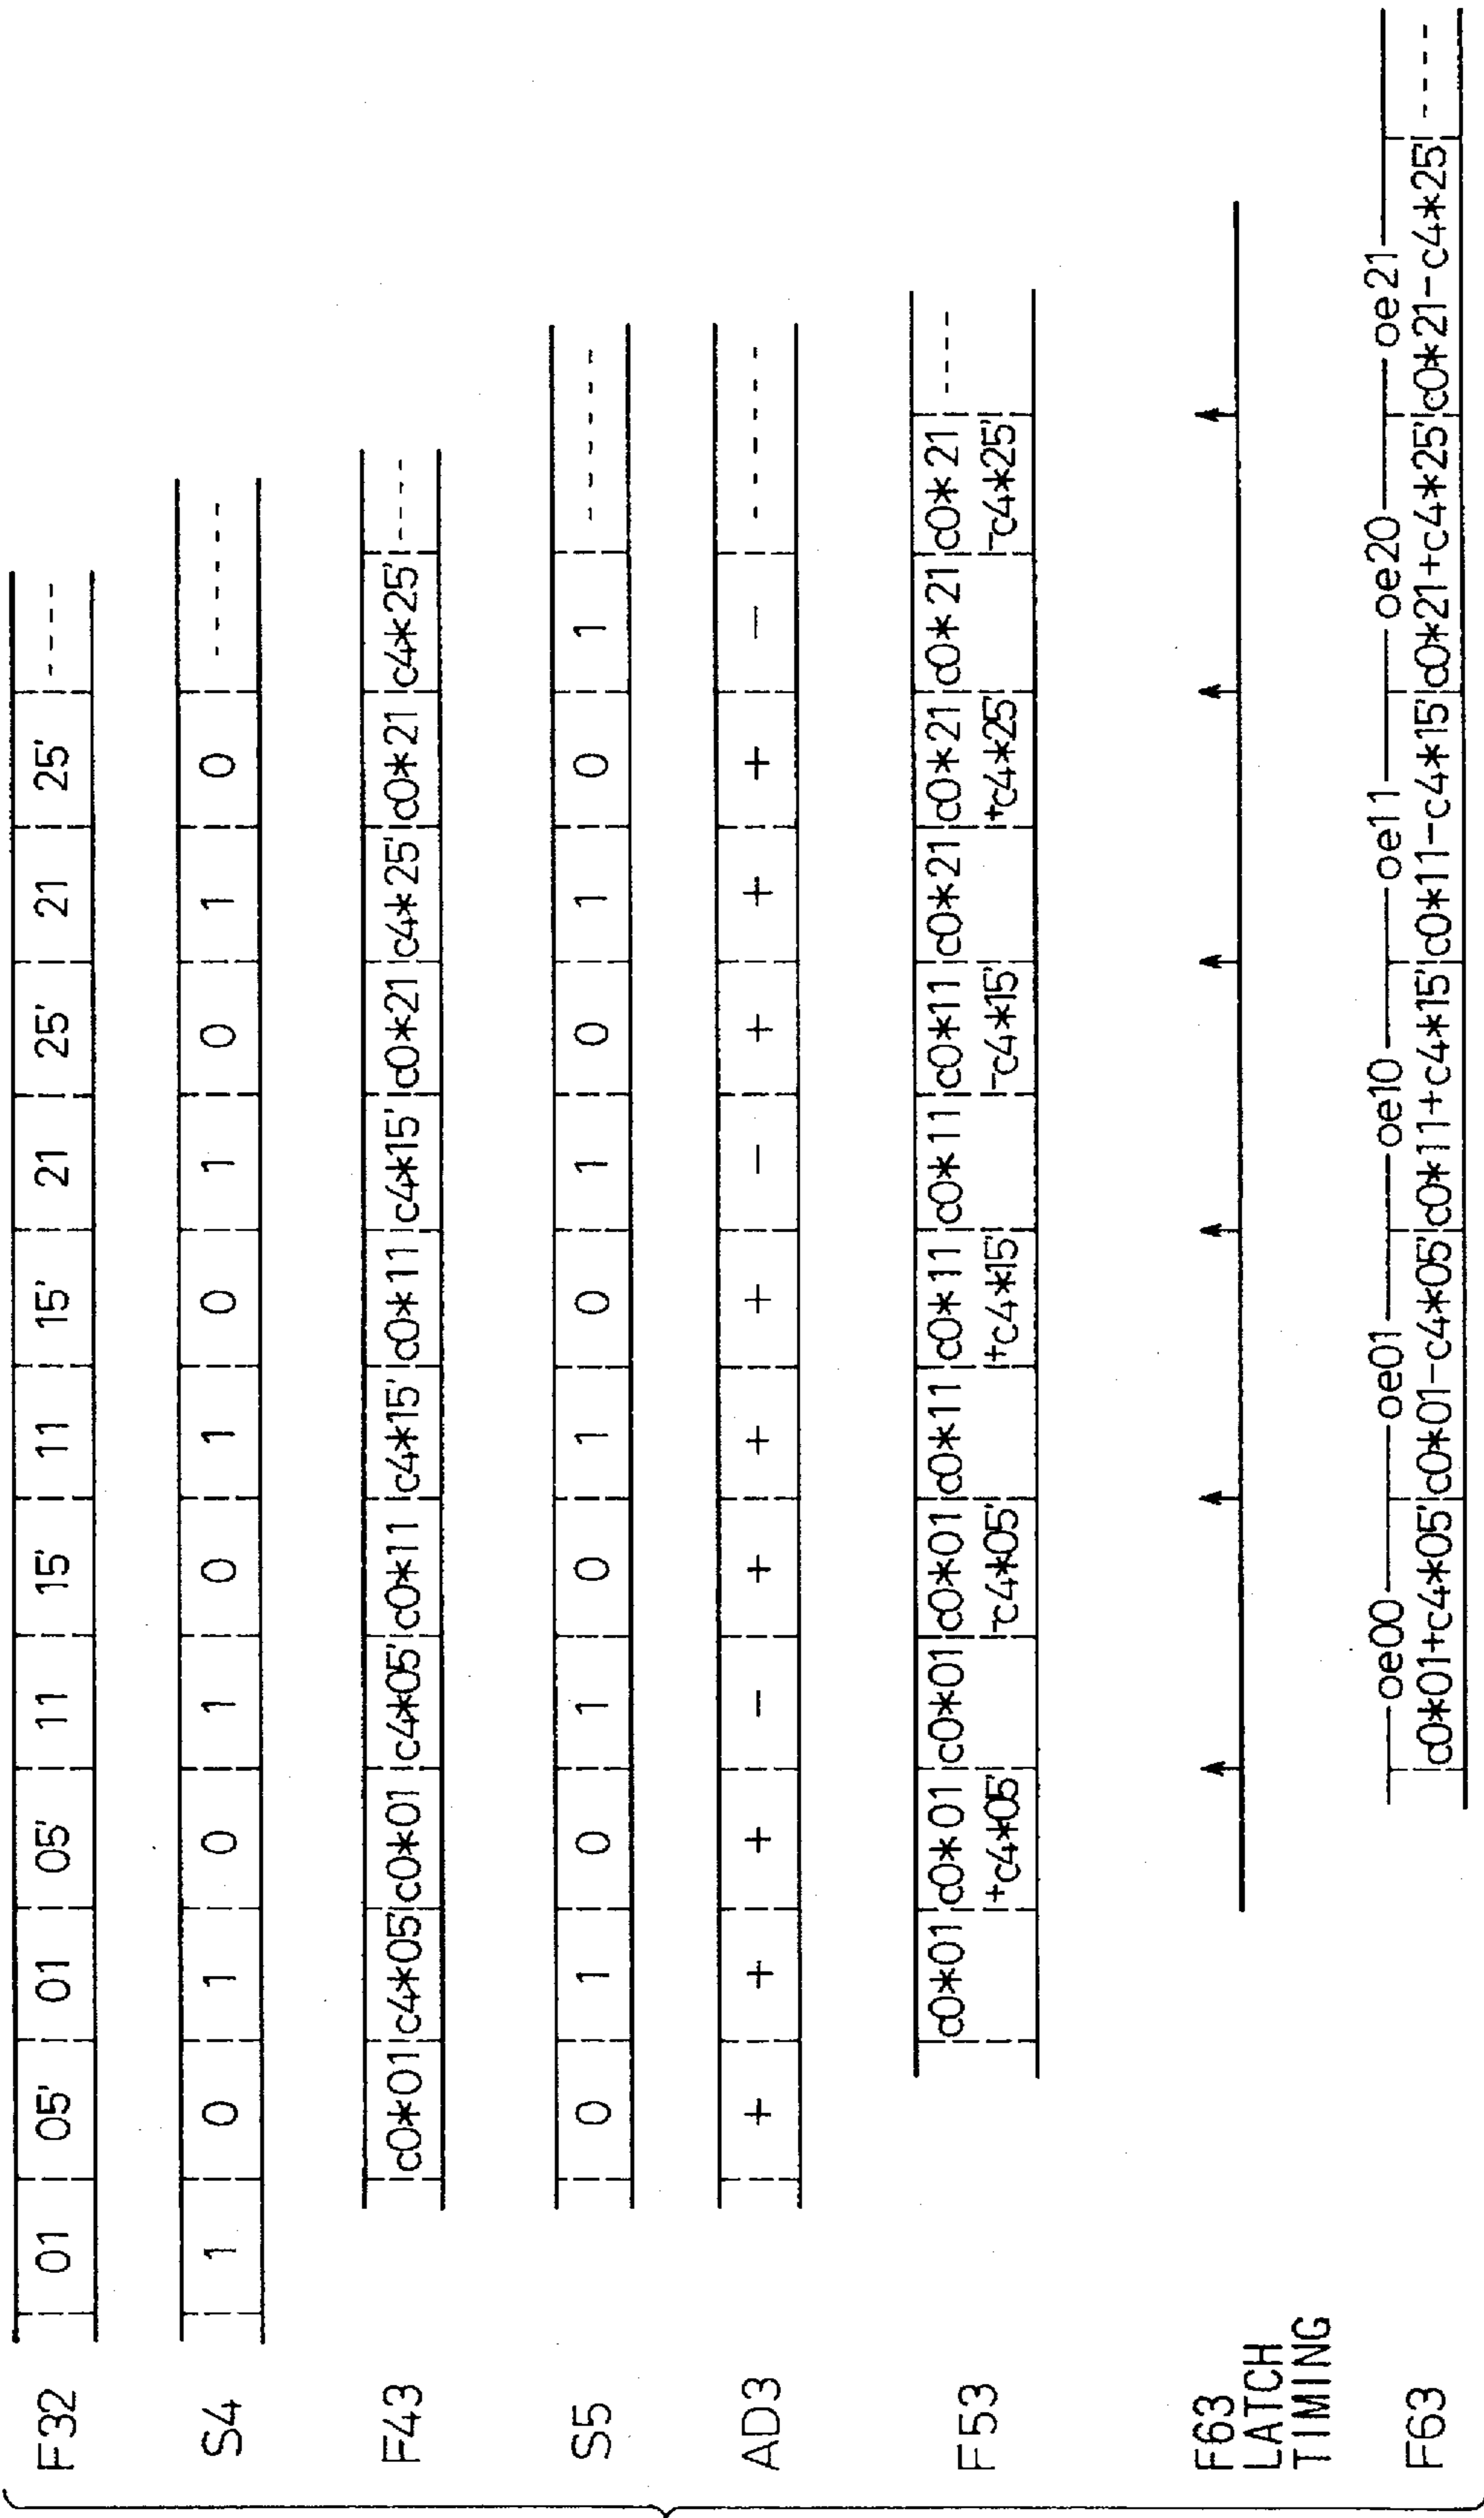 F32 01 05' 01 05' 11 15' 11 15' 21 25' 21 25' ----
S4 1 0 1 0 1 0 1 0 1 0 1 0 ------
F43 c0*01 c4*05' c0*01 c4*05' c0*11 c4*15' c0*11 c4*15' c0*21 c4*25' c0*21 c4*25' ----
S5 0 1 0 1 0 1 0 1 0 1 0 1 ------
AD3 + + + - + + + - + + + - ------
F53 c0*01 c0*01 c0*01 c0*01 c0*11 c0*11 c0*11 c0*11 c0*21 c0*21 c0*21 c0*21 ----
+c4*05' -c4*05' +c4*15' -c4*15' +c4*25' -c4*25'
F63
LATCH
TIMING
oe00 oe01 oe10 oe11 oe20 oe21
F63 c0*01+c4*05' c0*01-c4*05' c0*11+c4*15' c0*11-c4*15' c0*21+c4*25' c0*21-c4*25' ----